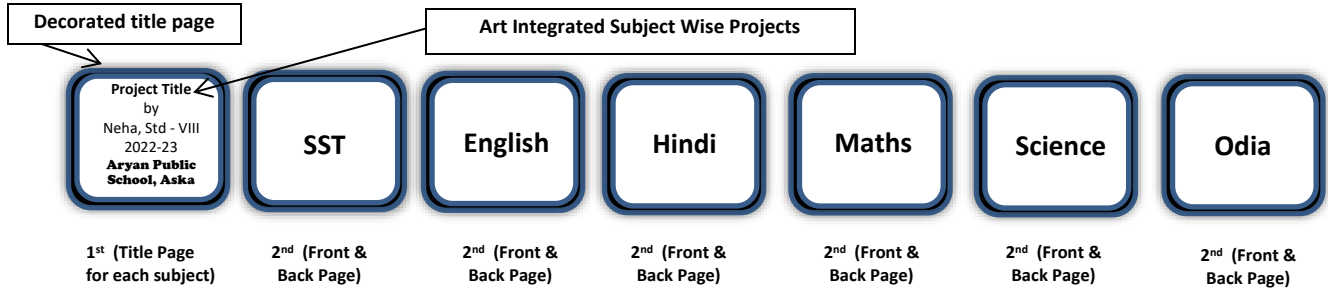 Decorated title page
Art Integrated Subject Wise Projects
Project Title
by
Neha, Std - VIII
2022-23
Aryan Public
School, Aska
SST
English
Hindi
Maths
Science
Odia
1st (Title Page
for each subject)
2nd (Front &
Back Page)
2nd (Front &
Back Page)
2nd (Front &
Back Page)
2nd (Front &
Back Page)
2nd (Front &
Back Page)
2nd (Front &
Back Page)